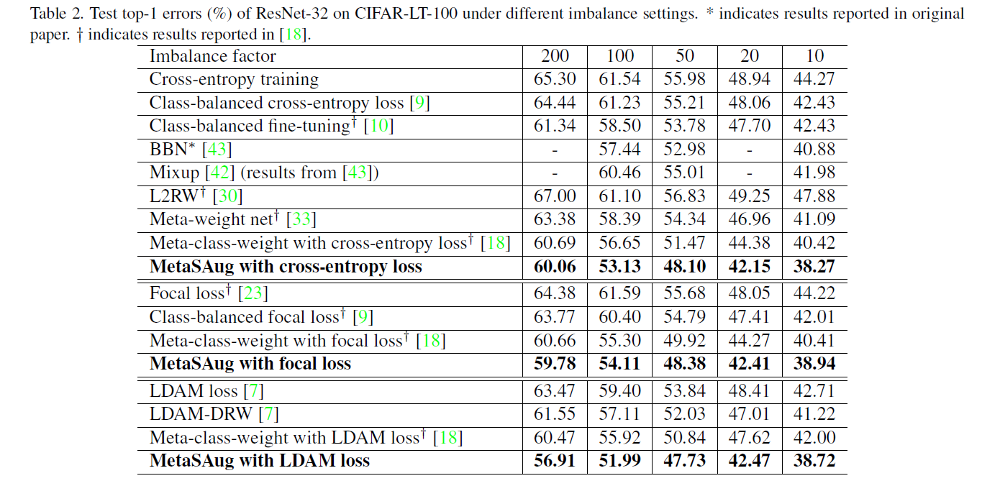 Table 2. Test top-1 errors (%) of ResNet-32 on CIFAR-LT-100 under different imbalance settings. * indicates results reported in original
paper. † indicates results reported in [18].
Imbalance factor 200 100 50 20 10
Cross-entropy training 65.30 61.54 55.98 48.94 44.27
Class-balanced cross-entropy loss [9] 64.44 61.23 55.21 48.06 42.43
Class-balanced fine-tuning† [10] 61.34 58.50 53.78 47.70 42.43
BBN* [43] - 57.44 52.98 - 40.88
Mixup [42] (results from [43]) - 60.46 55.01 - 41.98
L2RW† [30] 67.00 61.10 56.83 49.25 47.88
Meta-weight net† [33] 63.38 58.39 54.34 46.96 41.09
Meta-class-weight with cross-entropy loss† [18] 60.69 56.65 51.47 44.38 40.42
MetaSAug with cross-entropy loss 60.06 53.13 48.10 42.15 38.27
Focal loss† [23] 64.38 61.59 55.68 48.05 44.22
Class-balanced focal loss† [9] 63.77 60.40 54.79 47.41 42.01
Meta-class-weight with focal loss† [18] 60.66 55.30 49.92 44.27 40.41
MetaSAug with focal loss 59.78 54.11 48.38 42.41 38.94
LDAM loss [7] 63.47 59.40 53.84 48.41 42.71
LDAM-DRW [7] 61.55 57.11 52.03 47.01 41.22
Meta-class-weight with LDAM loss† [18] 60.47 55.92 50.84 47.62 42.00
MetaSAug with LDAM loss 56.91 51.99 47.73 42.47 38.72